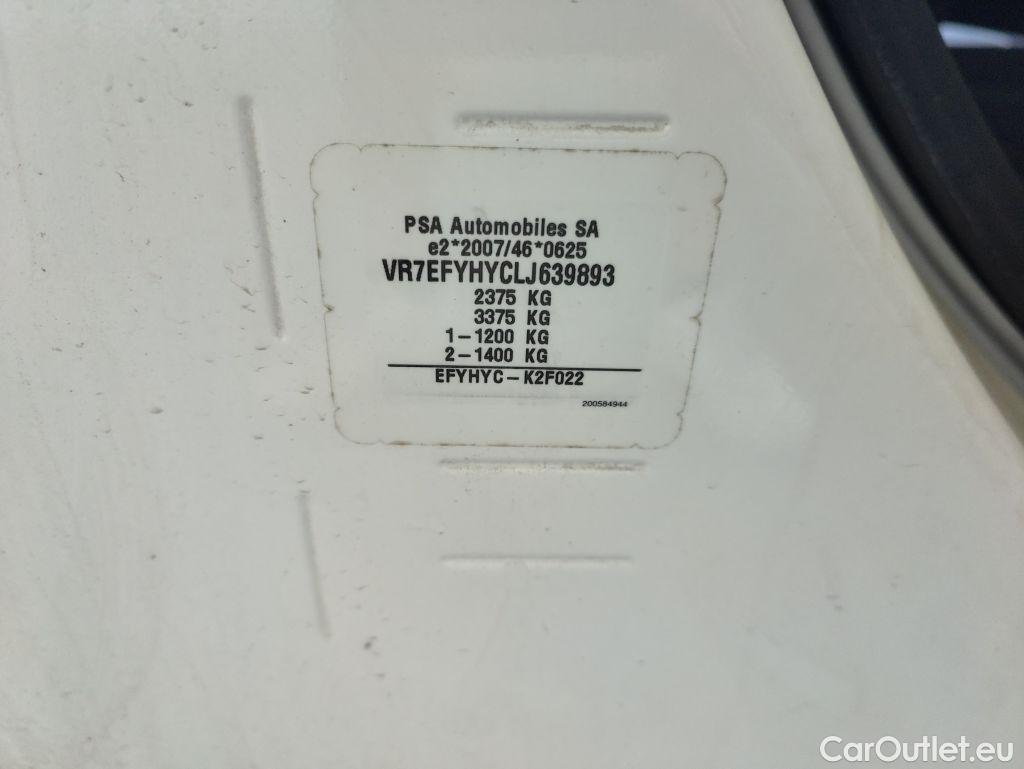 PSA Automobiles SA
e2*2007/46*0625
VR7EFYHYCLJ639893
2375 KG
3375 KG
1-1200 KG
2-1400 KG
EFYHYC-K2F022
200584944
CarOutlet.eu